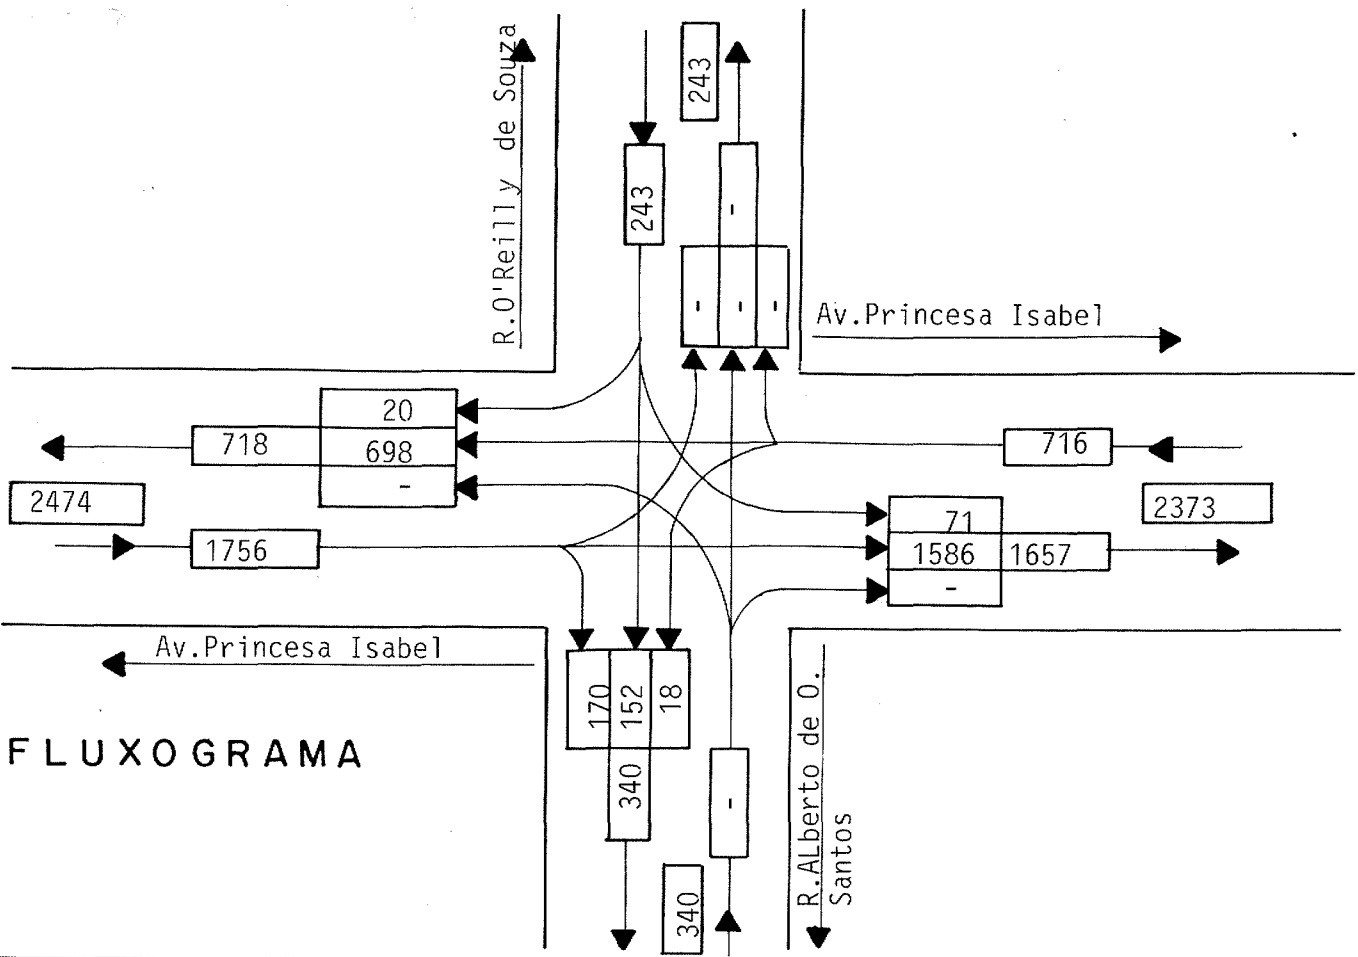 R.O'Reilly de Souza
243
243
-
- - -
Av.Princesa Isabel
20
718 698
-
716
2474
2373
1756
71
1586 1657
-
Av.Princesa Isabel
170 152 18
340
-
340
R.ALberto de O.
Santos
FLUXOGRAMA